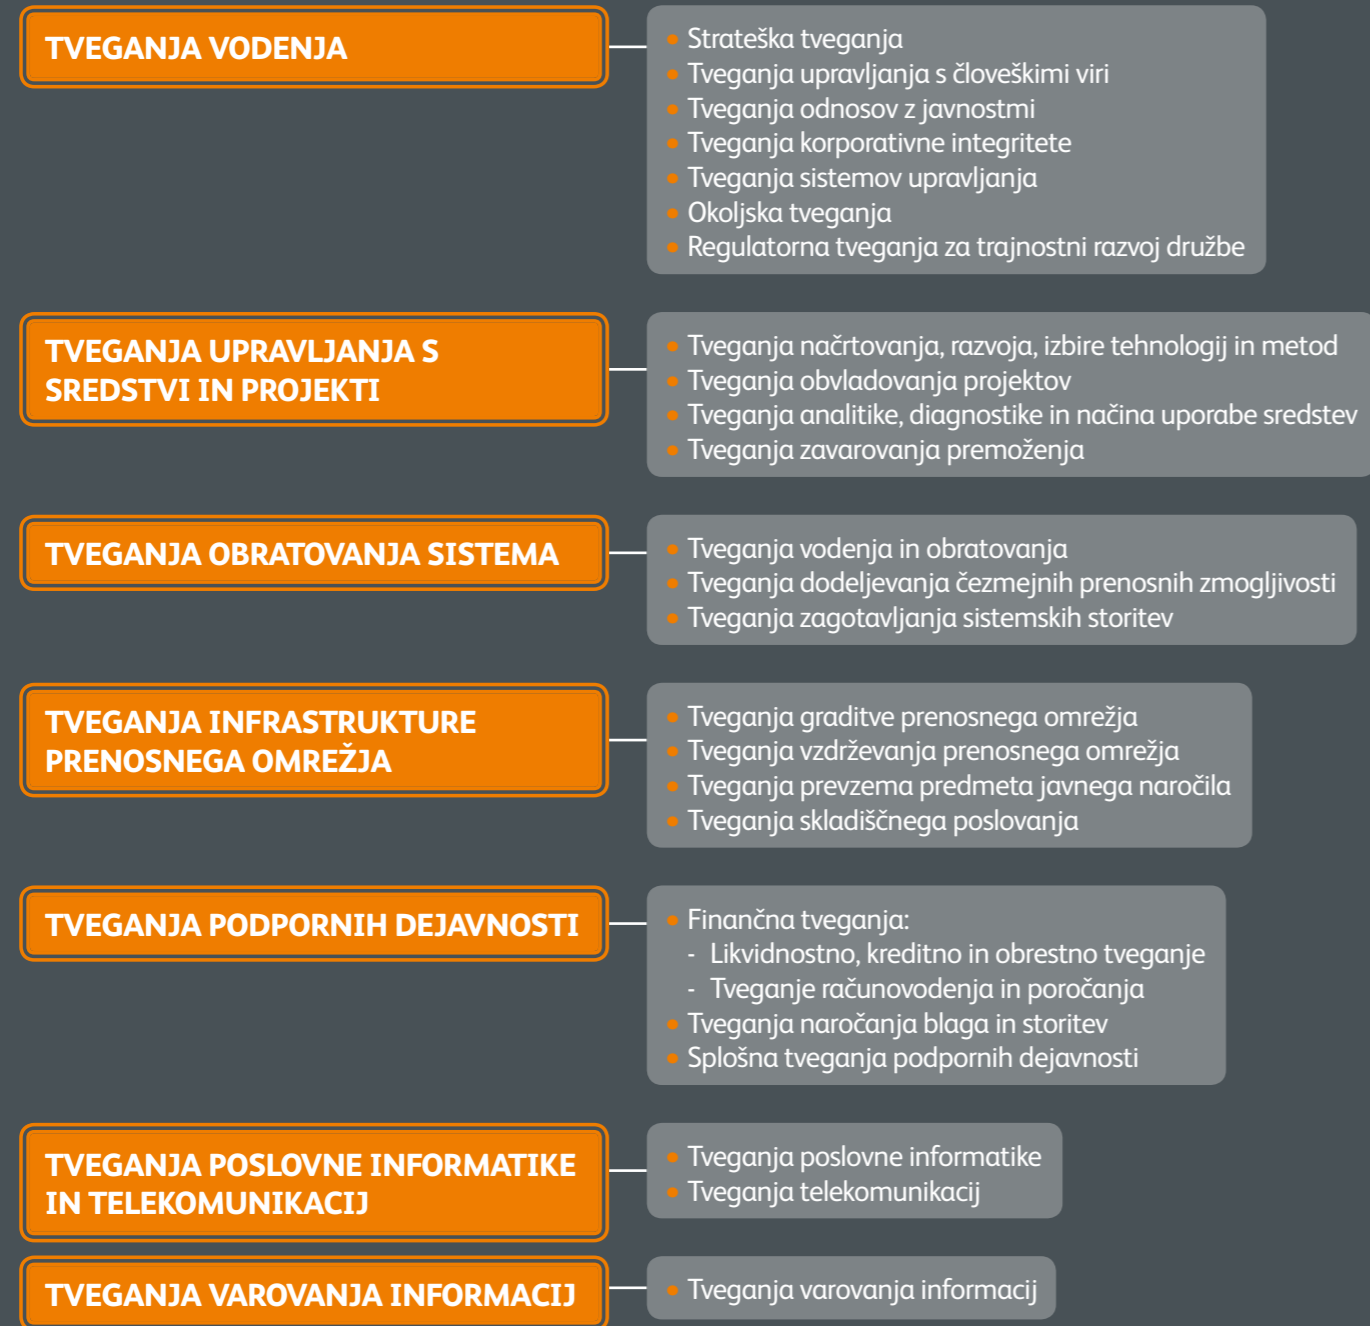 TVEGANJA VODENJA
• Strateška tveganja
• Tveganja upravljanja s človeškimi viri
• Tveganja odnosov z javnostmi
• Tveganja korporativne integritete
• Tveganja sistemov upravljanja
• Okoljska tveganja
• Regulatorna tveganja za trajnostni razvoj družbe
TVEGANJA UPRAVLJANJA S
SREDSTVI IN PROJEKTI
• Tveganja načrtovanja, razvoja, izbire tehnologij in metod
• Tveganja obvladovanja projektov
• Tveganja analitike, diagnostike in načina uporabe sredstev
• Tveganja zavarovanja premoženja
TVEGANJA OBRATOVANJA SISTEMA
• Tveganja vodenja in obratovanja
• Tveganja dodeljevanja čezmejnih prenosnih zmogljivosti
• Tveganja zagotavljanja sistemskih storitev
TVEGANJA INFRASTRUKTURE
PRENOSNEGA OMREŽJA
• Tveganja graditve prenosnega omrežja
• Tveganja vzdrževanja prenosnega omrežja
• Tveganja prevzema predmeta javnega naročila
• Tveganja skladiščnega poslovanja
TVEGANJA PODPORNIH DEJAVNOSTI
• Finančna tveganja:
- Likvidnostno, kreditno in obrestno tveganje
- Tveganje računovodenja in poročanja
• Tveganja naročanja blaga in storitev
• Splošna tveganja podpornih dejavnosti
TVEGANJA POSLOVNE INFORMATIKE
IN TELEKOMUNIKACIJ
• Tveganja poslovne informatike
• Tveganja telekomunikacij
TVEGANJA VAROVANJA INFORMACIJ
• Tveganja varovanja informacij